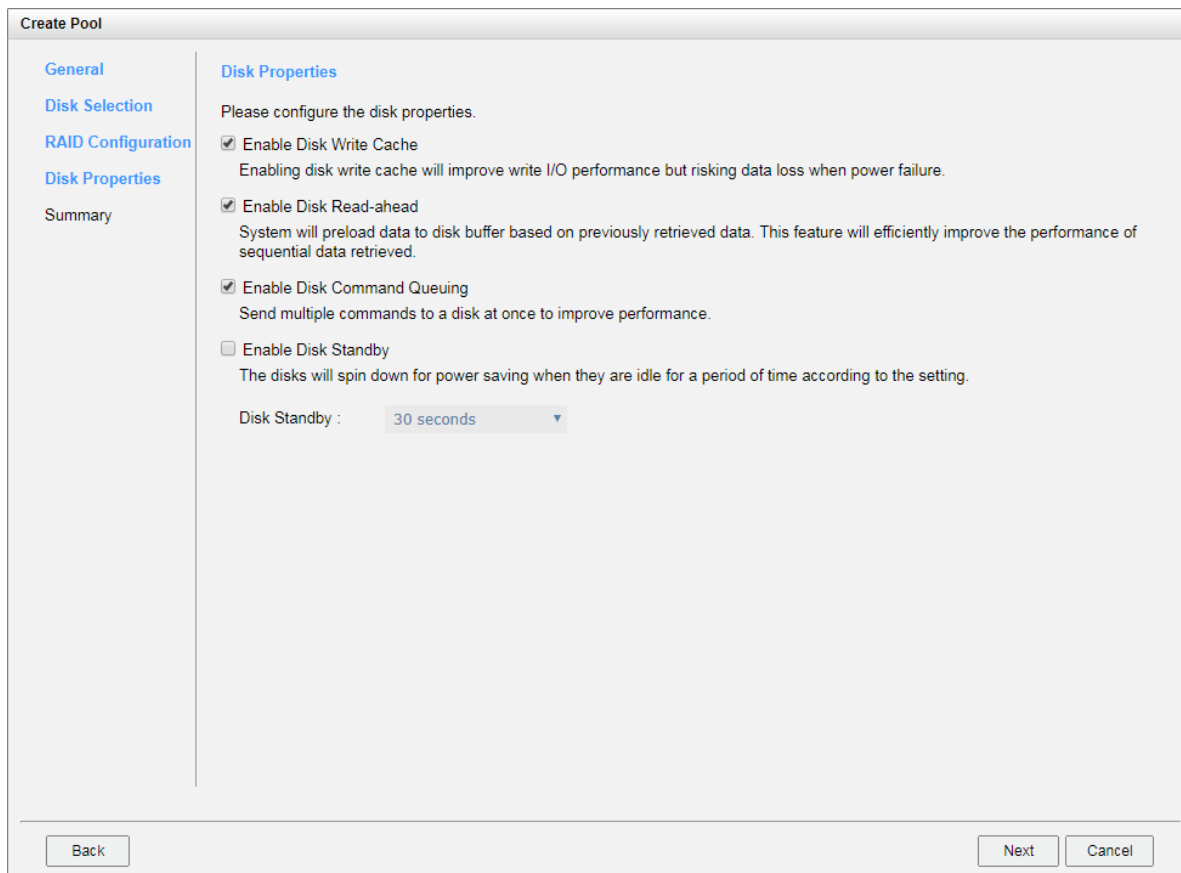 Create Pool
General
Disk Selection
RAID Configuration
Disk Properties
Summary
Disk Properties
Please configure the disk properties.
Enable Disk Write Cache
Enabling disk write cache will improve write I/O performance but risking data loss when power failure.
Enable Disk Read-ahead
System will preload data to disk buffer based on previously retrieved data. This feature will efficiently improve the performance of
sequential data retrieved.
Enable Disk Command Queuing
Send multiple commands to a disk at once to improve performance.
Enable Disk Standby
The disks will spin down for power saving when they are idle for a period of time according to the setting.
Disk Standby : 30 seconds
Back Next Cancel